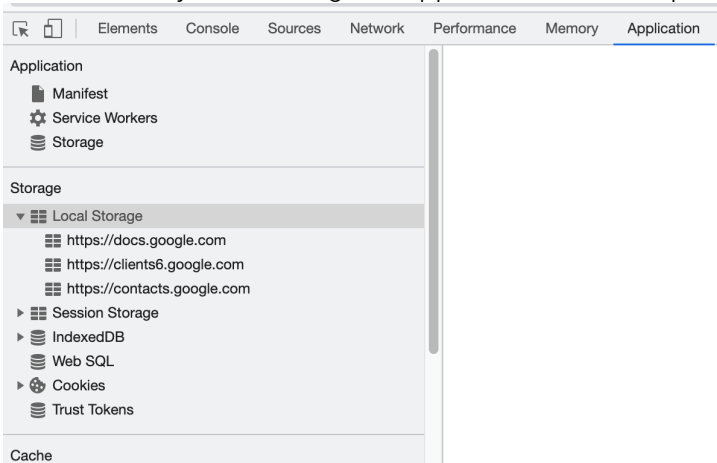 Elements Console Sources Network Performance Memory Application
Application
Manifest
Service Workers
Storage
Storage
Local Storage
https://docs.google.com
https://clients6.google.com
https://contacts.google.com
Session Storage
IndexedDB
Web SQL
Cookies
Trust Tokens
Cache